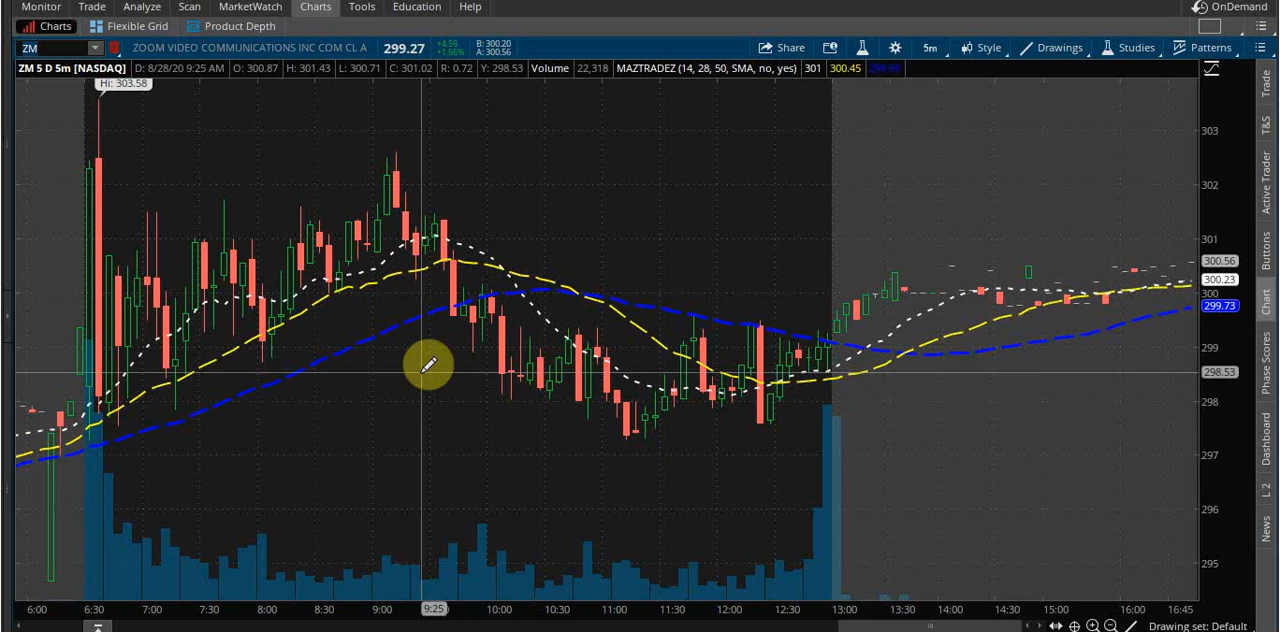 Monitor Trade Analyze Scan MarketWatch Charts Tools Education Help OnDemand
Charts Flexible Grid Product Depth
ZM ZOOM VIDEO COMMUNICATIONS INC COM CL A 299.27 +4.59 +1.56% B: 300.20 A: 300.56 Share 5m Style Drawings Studies Patterns
ZM 5 D 5m [NASDAQ] D: 8/28/20 9:25 AM O: 300.87 H: 301.43 L: 300.71 C: 301.02 R: 0.72 Y: 298.53 Volume 22,318 MAZTRADEZ (14, 28, 50, SMA, no, yes) 301 300.45
Hi: 303.58
303
302
301
300.56
300.23
300
299.73
299
298.53
298
297
296
295
Trade
T&S
Active Trader
Buttons
Chart
Phase Scores
Dashboard
L 2
News
6:00 6:30 7:00 7:30 8:00 8:30 9:00 9:25 10:00 10:30 11:00 11:30 12:00 12:30 13:00 13:30 14:00 14:30 15:00 16:00 16:45
Drawing set: Default